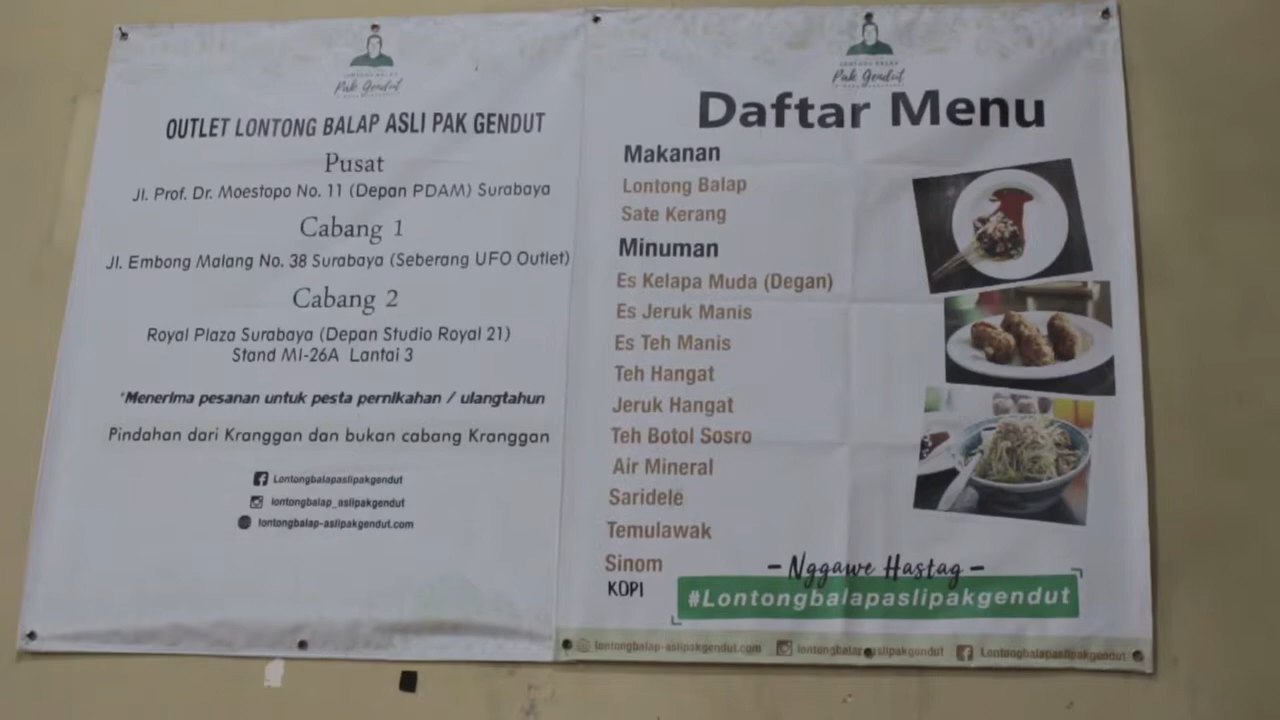 Pak Gendut
OUTLET LONTONG BALAP ASLI PAK GENDUT
Pusat
Jl. Prof. Dr. Moestopo No. 11 (Depan PDAM) Surabaya
Cabang 1
Jl. Embong Malang No. 38 Surabaya (Seberang UFO Outlet)
Cabang 2
Royal Plaza Surabaya (Depan Studio Royal 21)
Stand MI-26A Lantai 3
*Menerima pesanan untuk pesta pernikahan / ulangtahun
Pindahan dari Kranggan dan bukan cabang Kranggan
Lontongbalapaslipakgendut
lontongbalap_aslipakgendut
lontongbalap-aslipakgendut.com
LONTONG BALAP
Pak Gendut
Daftar Menu
Makanan
Lontong Balap
Sate Kerang
Minuman
Es Kelapa Muda (Degan)
Es Jeruk Manis
Es Teh Manis
Teh Hangat
Jeruk Hangat
Teh Botol Sosro
Air Mineral
Saridele
Temulawak
Sinom
KOPI
- Nggawe Hastag -
#Lontongbalapaslipakgendut
lontongbalap-aslipakgendut.com
Lontongbalapaslipakgendut